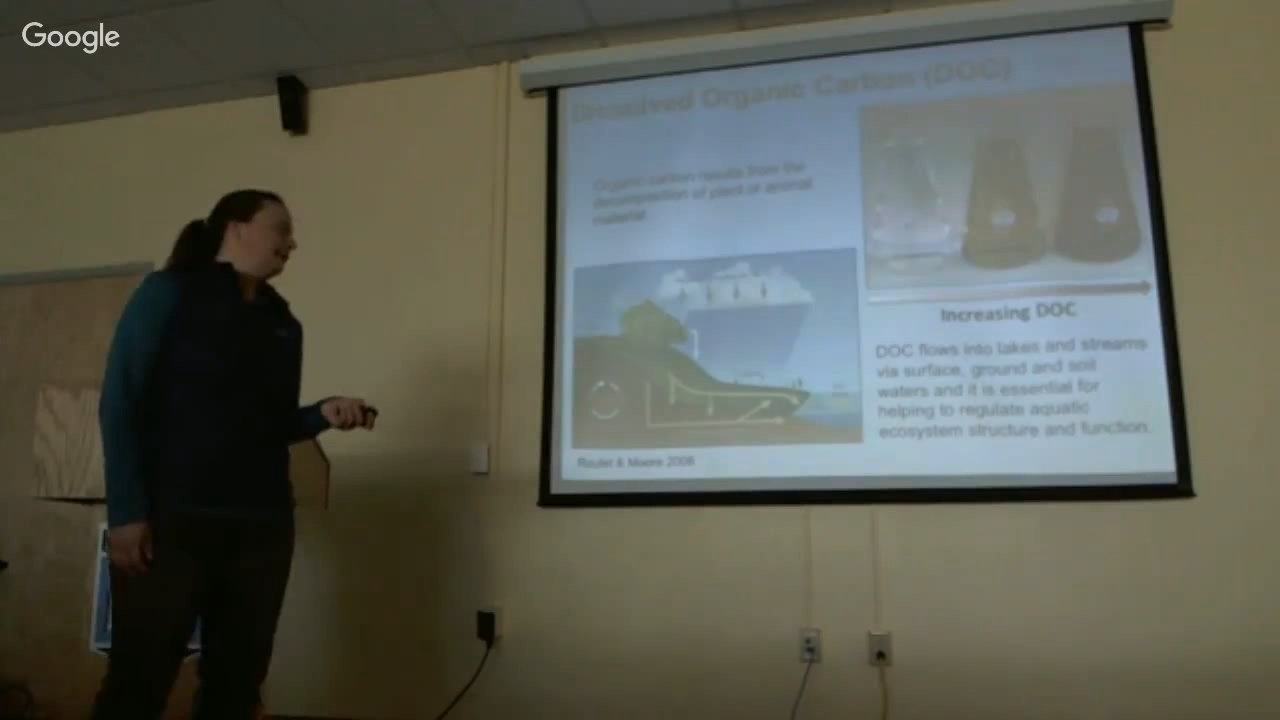 Google
Dissolved Organic Carbon (DOC)
Organic carbon results from the
decomposition of plant or animal
material
Increasing DOC
DOC flows into lakes and streams
via surface, ground and soil
waters and it is essential for
helping to regulate aquatic
ecosystem structure and function.
& Moore 2006